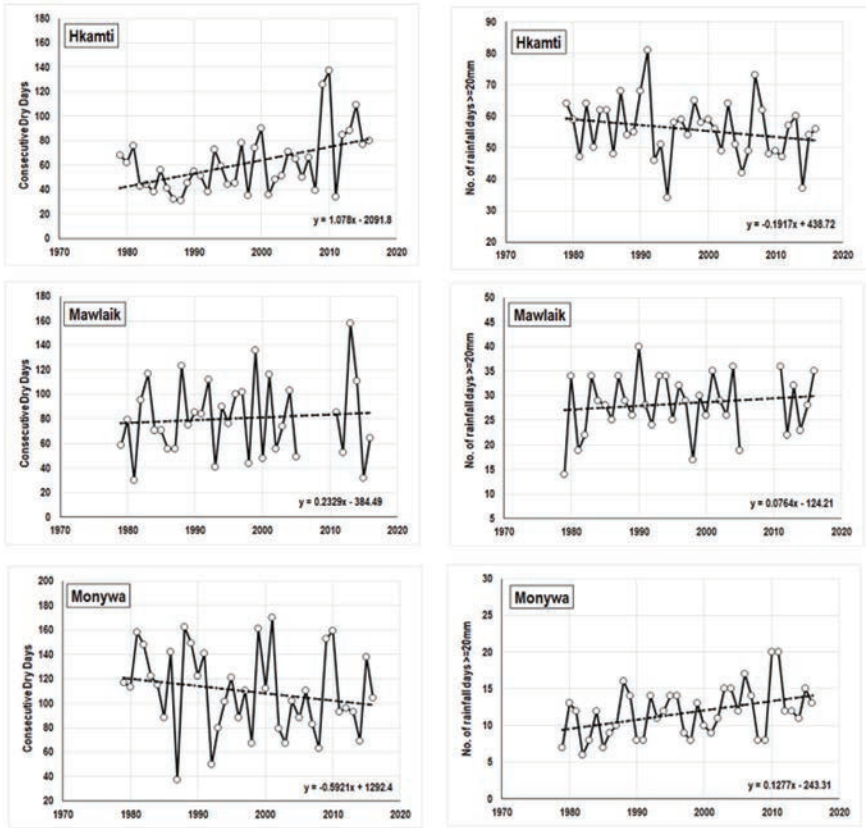 Hkamti
Consecutive Dry Days
180
160
140
120
100
80
60
40
20
0
y = 1.078x - 2091.8
1970 1980 1990 2000 2010 2020
Hkamti
No. of rainfall days >=20mm
90
80
70
60
50
40
30
20
y = -0.1917x + 438.72
1970 1980 1990 2000 2010 2020
Mawlaik
Consecutive Dry Days
180
160
140
120
100
80
60
40
20
0
y = 0.2329x - 384.49
1970 1980 1990 2000 2010 2020
Mawlaik
No. of rainfall days >=20mm
50
45
40
35
30
25
20
15
10
5
y = 0.0764x - 124.21
1970 1980 1990 2000 2010 2020
Monywa
Consecutive Dry Days
200
180
160
140
120
100
80
60
40
20
y = -0.5921x + 1292.4
1970 1980 1990 2000 2010 2020
Monywa
No. of rainfall days >=20mm
30
25
20
15
10
5
0
y = 0.1277x - 243.31
1970 1980 1990 2000 2010 2020